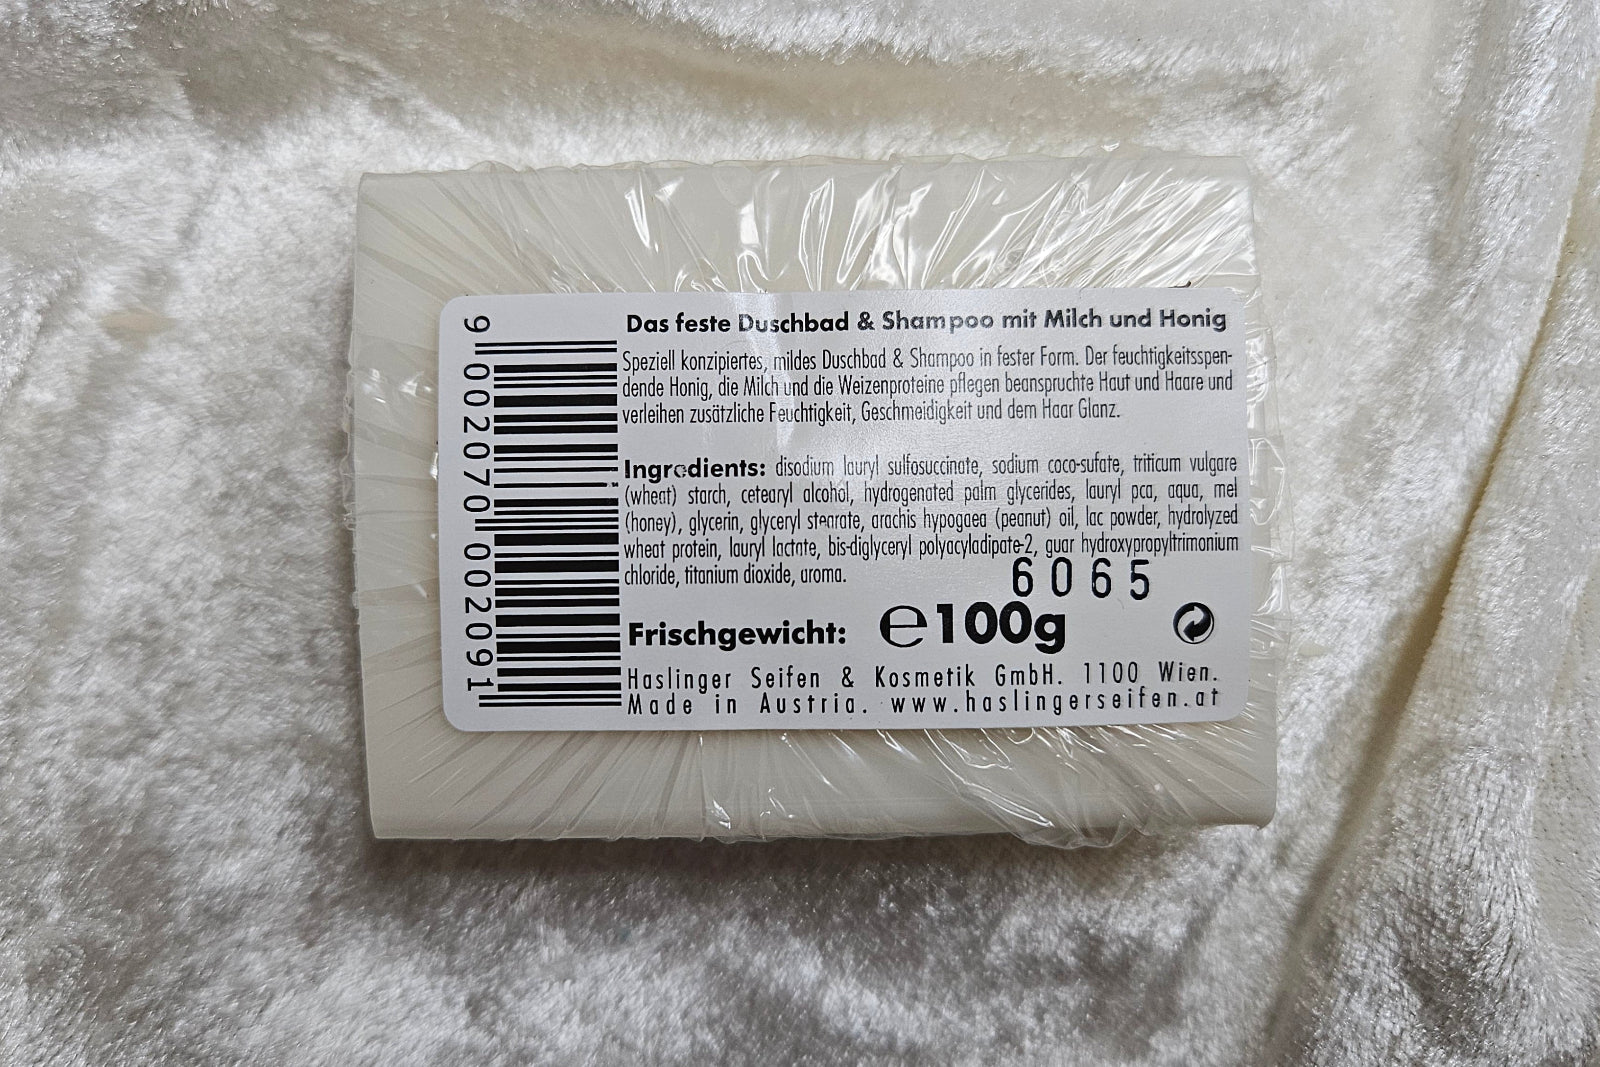 Das feste Duschbad & Shampoo mit Milch und Honig
Speziell konzipiertes, mildes Duschbad & Shampoo in fester Form. Der feuchtigkeitsspen-
dende Honig, die Milch und die Weizenproteine pflegen beanspruchte Haut und Haare und
verleihen zusätzliche Feuchtigkeit, Geschmeidigkeit und dem Haar Glanz.
Ingredients: disodium lauryl sulfosuccinate, sodium coco-sufate, triticum vulgare
(wheat) starch, cetearyl alcohol, hydrogenated palm glycerides, lauryl pca, aqua, mel
(honey), glycerin, glyceryl stearate, arachis hypogaea (peanut) oil, lac powder, hydrolyzed
wheat protein, lauryl lactate, bis-diglyceryl polyacyladipate-2, guar hydroxypropyltrimonium
chloride, titanium dioxide, aroma.
6065
Frischgewicht: ℮100g
Haslinger Seifen & Kosmetik GmbH. 1100 Wien.
Made in Austria. www.haslingerseifen.at
9 002070 002091